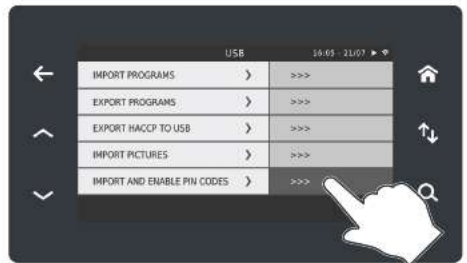 USB 16:05 - 21/07
IMPORT PROGRAMS > >>>
EXPORT PROGRAMS > >>>
EXPORT HACCP TO USB > >>>
IMPORT PICTURES > >>>
IMPORT AND ENABLE PIN CODES > >>>